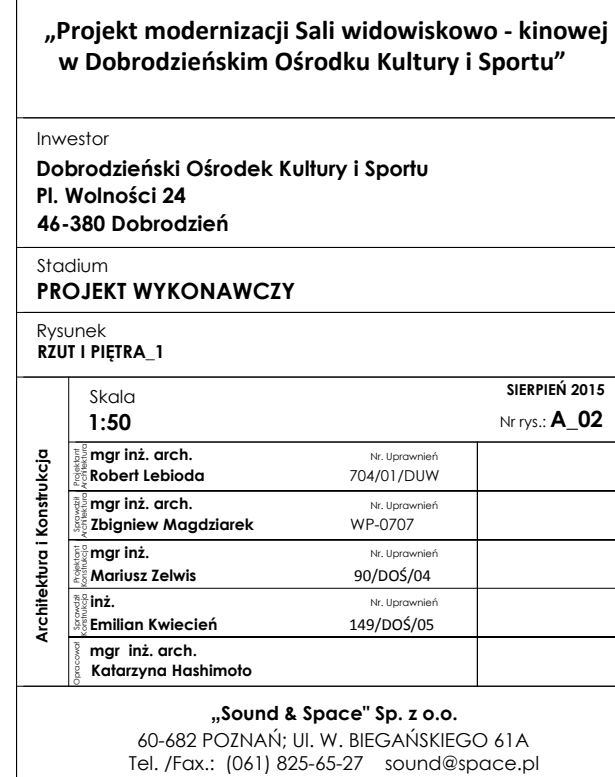 „Projekt modernizacji Sali widowiskowo - kinowej
w Dobrodzieńskim Ośrodku Kultury i Sportu”
Inwestor
Dobrodzieński Ośrodek Kultury i Sportu
Pl. Wolności 24
46-380 Dobrodzień
Stadium
PROJEKT WYKONAWCZY
Rysunek
RZUT I PIĘTRA_1
Architektura i Konstrukcja
Skala
1:50
SIERPIEŃ 2015
Nr rys.: A_02
Projektant
Architektura
mgr inż. arch.
Robert Lebioda
Nr. Uprawnień
704/01/DUW
Sprawdził
Architektura
mgr inż. arch.
Zbigniew Magdziarek
Nr. Uprawnień
WP-0707
Projektant
Konstrukcja
mgr inż.
Mariusz Zelwis
Nr. Uprawnień
90/DOŚ/04
Sprawdził
Konstrukcja
inż.
Emilian Kwiecień
Nr. Uprawnień
149/DOŚ/05
Opracował
mgr inż. arch.
Katarzyna Hashimoto
„Sound & Space" Sp. z o.o.
60-682 POZNAŃ; Ul. W. BIEGAŃSKIEGO 61A
Tel. /Fax.: (061) 825-65-27 sound@space.pl